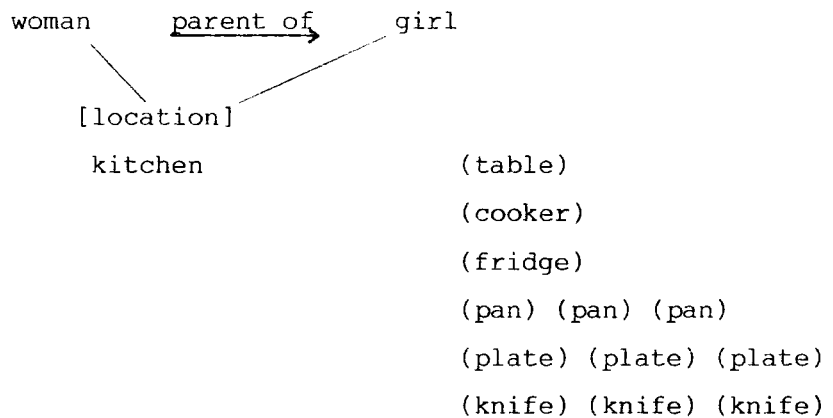 woman parent of girl
[location]
kitchen (table)
(cooker)
(fridge)
(pan) (pan) (pan)
(plate) (plate) (plate)
(knife) (knife) (knife)